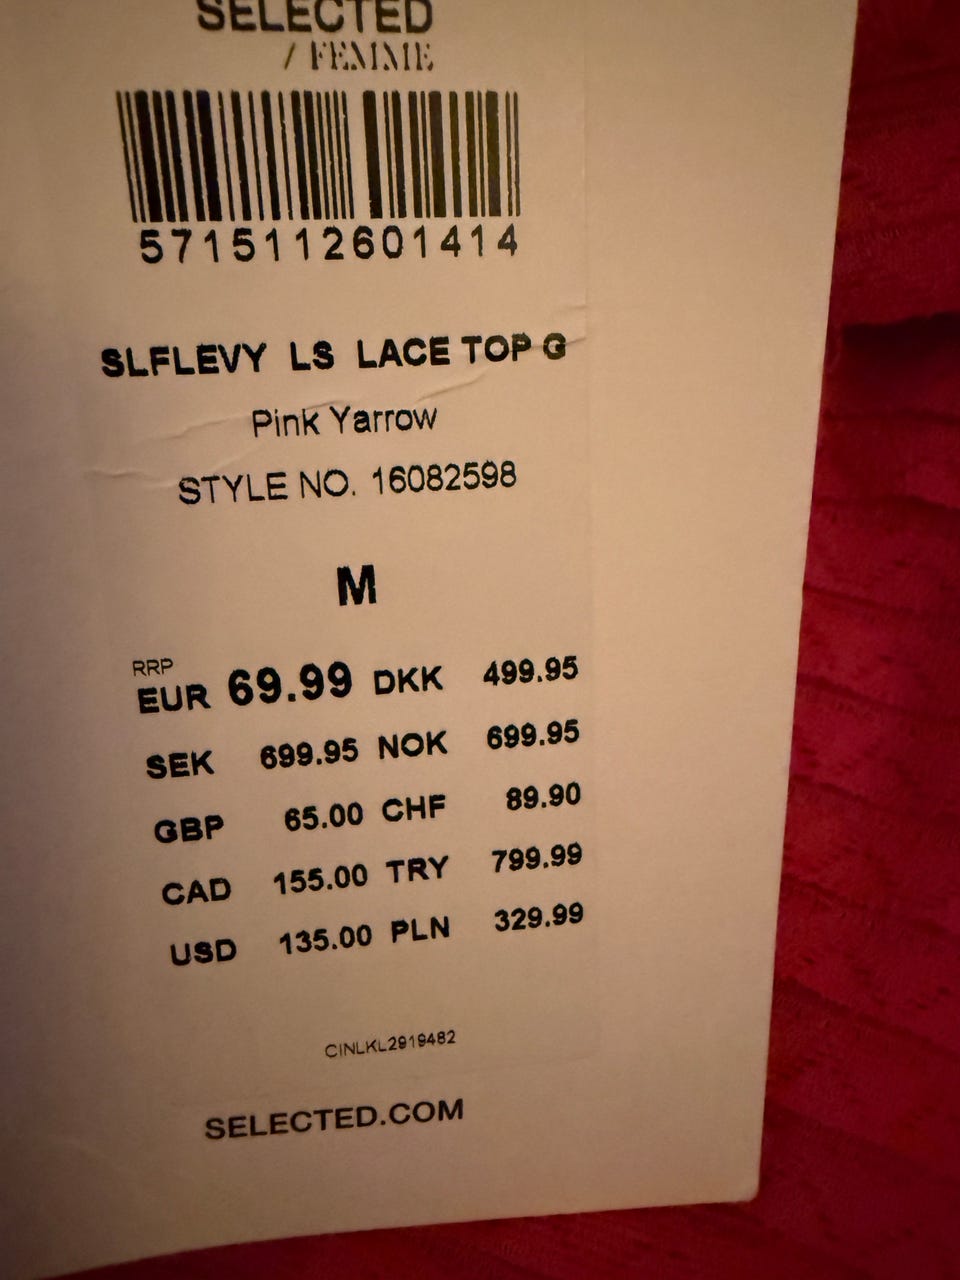 SELECTED
/ FEMME
5715112601414
SLFLEVY LS LACE TOP G
Pink Yarrow
STYLE NO. 16082598
M
RRP
EUR 69.99 DKK 499.95
SEK 699.95 NOK 699.95
GBP 65.00 CHF 89.90
CAD 155.00 TRY 799.99
USD 135.00 PLN 329.99
CINLKL2919482
SELECTED.COM